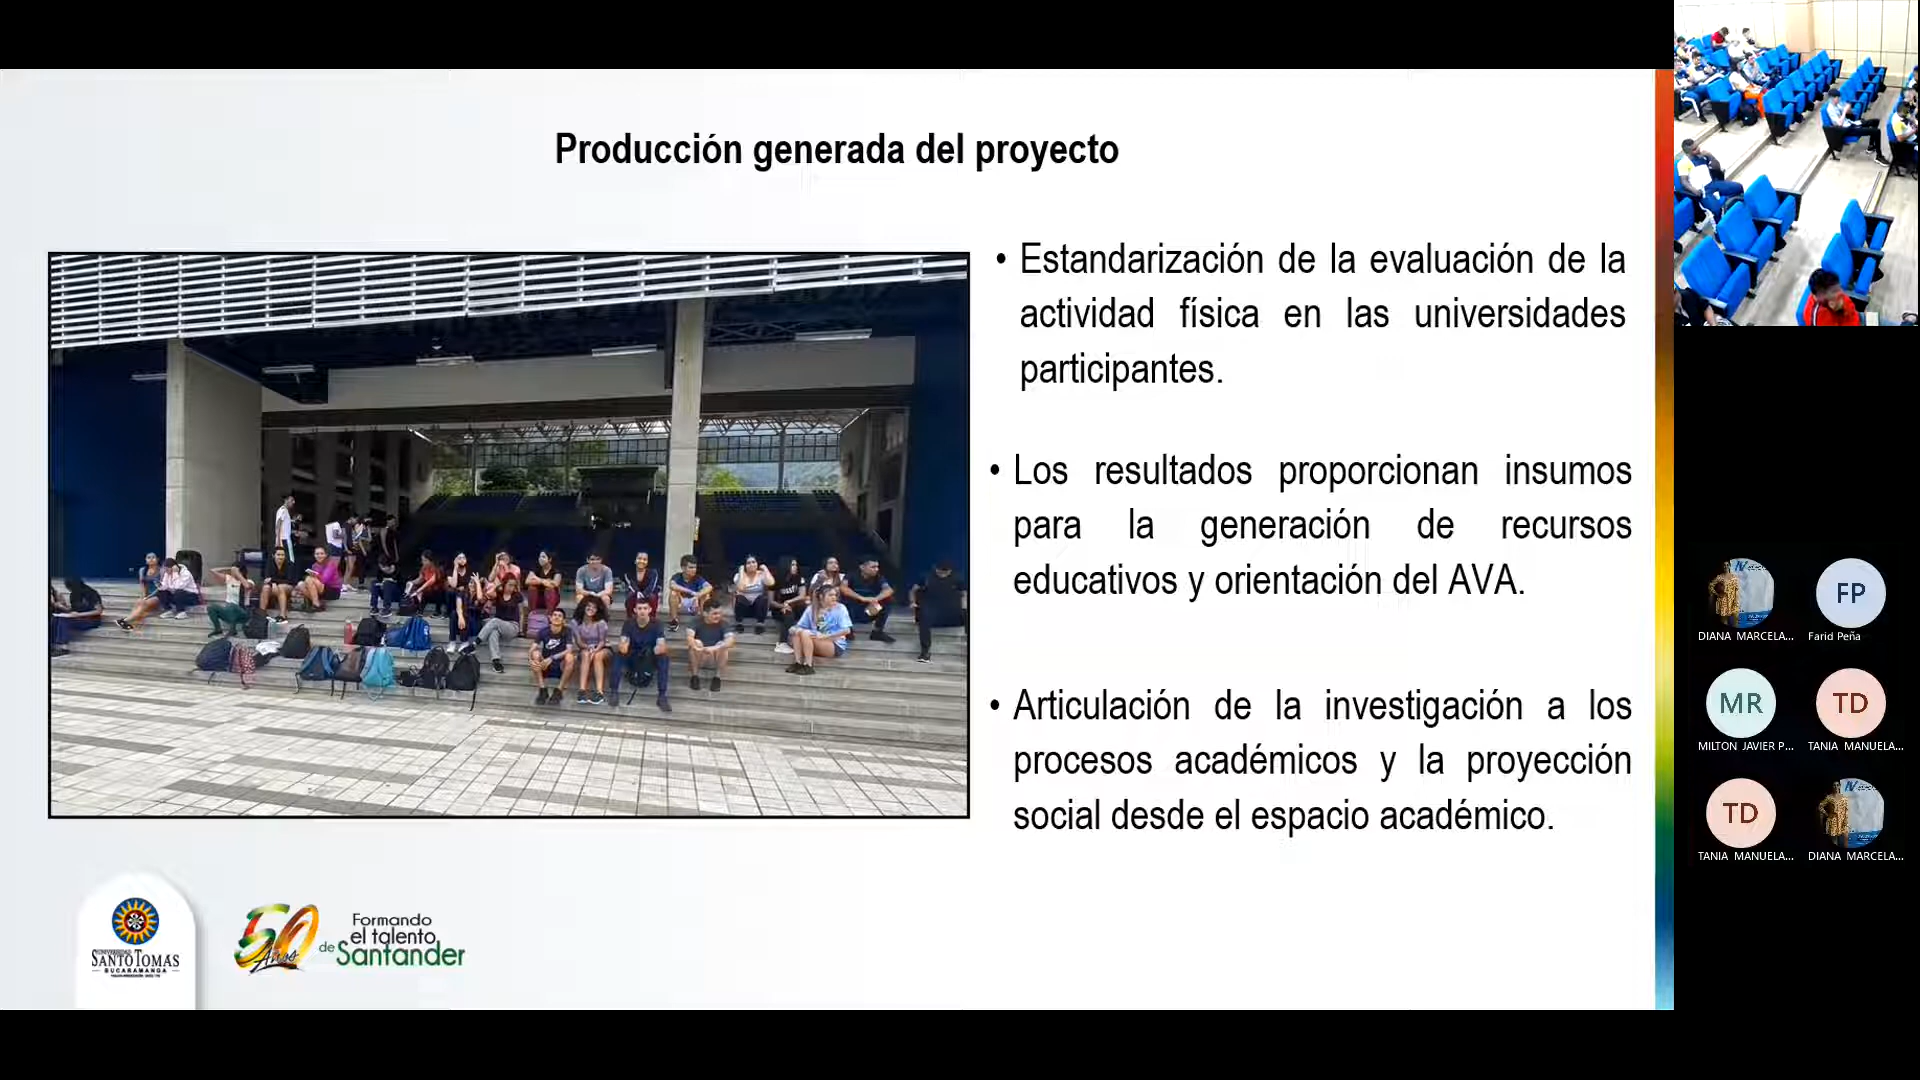 Producción generada del proyecto
• Estandarización de la evaluación de la
actividad física en las universidades
participantes.
• Los resultados proporcionan insumos
para la generación de recursos
educativos y orientación del AVA.
• Articulación de la investigación a los
procesos académicos y la proyección
social desde el espacio académico.
UNIVERSIDAD
SANTO TOMAS
BUCARAMANGA
50 Años
Formando
el talento
de Santander
DIANA MARCELA...
FP
Farid Peña
MR
MILTON JAVIER P...
TD
TANIA MANUELA...
TD
TANIA MANUELA...
DIANA MARCELA...